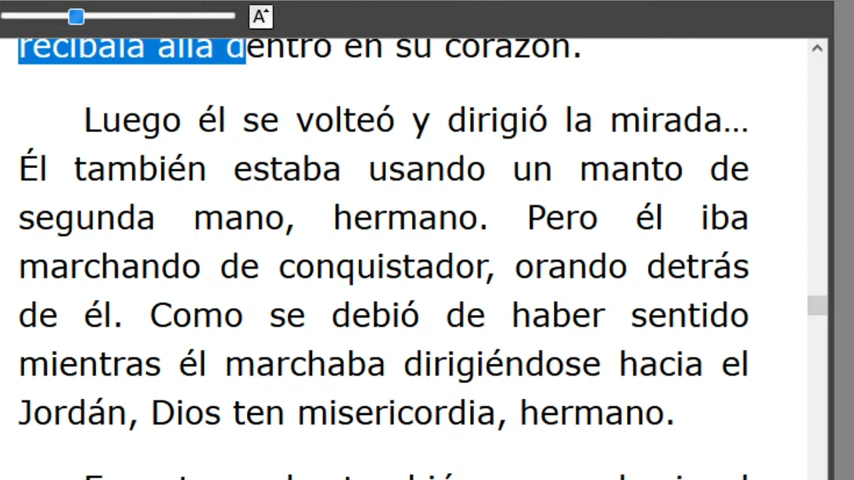 A
recíbala allá dentro en su corazón.
Luego él se volteó y dirigió la mirada...
Él también estaba usando un manto de
segunda mano, hermano. Pero él iba
marchando de conquistador, orando detrás
de él. Como se debió de haber sentido
mientras él marchaba dirigiéndose hacia el
Jordán, Dios ten misericordia, hermano.